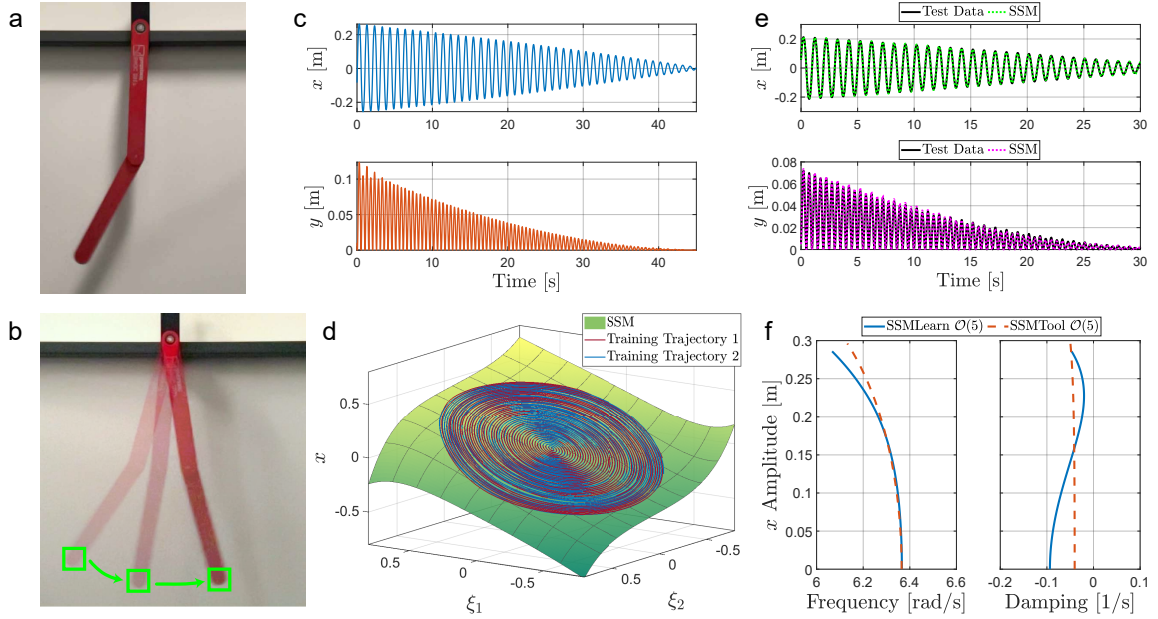 a
b
c
x [m]
0.2
0
-0.2
0 10 20 30 40
y [m]
0.1
0.05
0
0 10 20 30 40
Time [s]
d
SSM
Training Trajectory 1
Training Trajectory 2
x
0.5
0
-0.5
0.5 0 -0.5
ξ1
0.5 0 -0.5
ξ2
e
Test Data SSM
x [m]
0.2
0
-0.2
0 5 10 15 20 25 30
Test Data SSM
y [m]
0.08
0.06
0.04
0.02
0
0 5 10 15 20 25 30
Time [s]
f
SSMLearn O(5) SSMTool O(5)
x Amplitude [m]
0.3
0.25
0.2
0.15
0.1
0.05
0
6 6.2 6.4 6.6
Frequency [rad/s]
-0.2 -0.1 0 0.1
Damping [1/s]